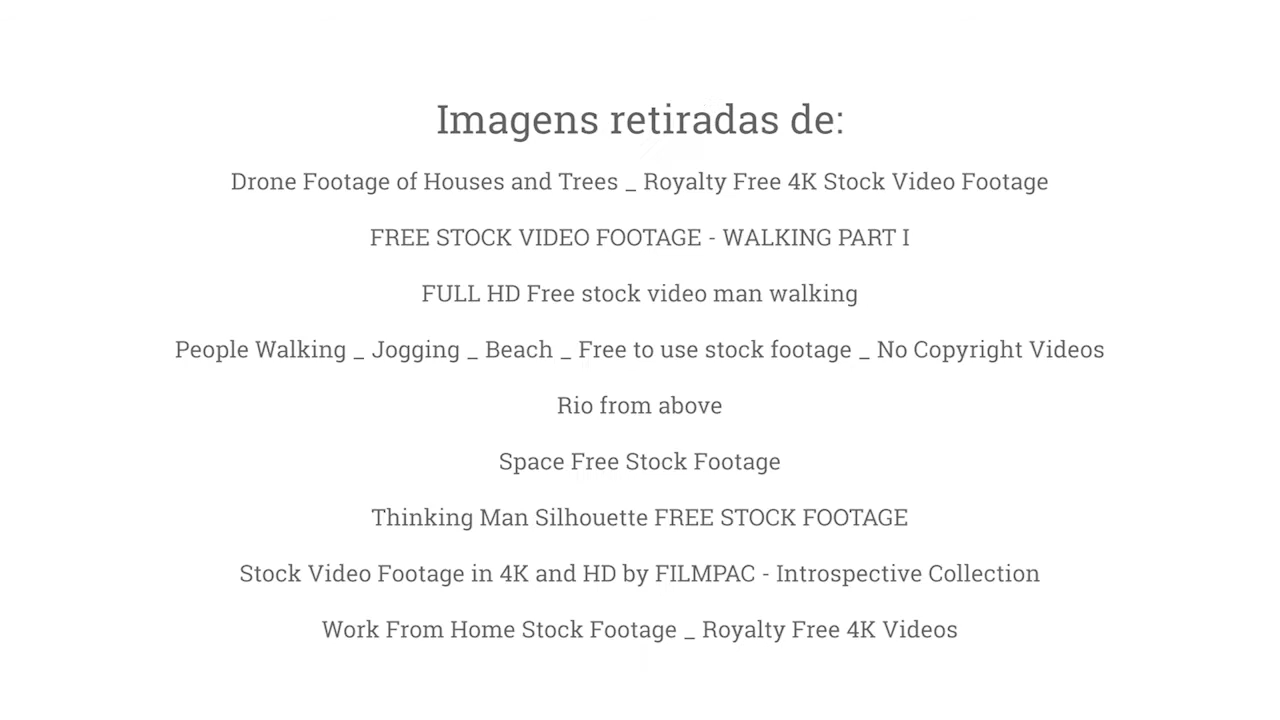 Imagens retiradas de:
Drone Footage of Houses and Trees _ Royalty Free 4K Stock Video Footage
FREE STOCK VIDEO FOOTAGE - WALKING PART I
FULL HD Free stock video man walking
People Walking _ Jogging _ Beach _ Free to use stock footage _ No Copyright Videos
Rio from above
Space Free Stock Footage
Thinking Man Silhouette FREE STOCK FOOTAGE
Stock Video Footage in 4K and HD by FILMPAC - Introspective Collection
Work From Home Stock Footage _ Royalty Free 4K Videos